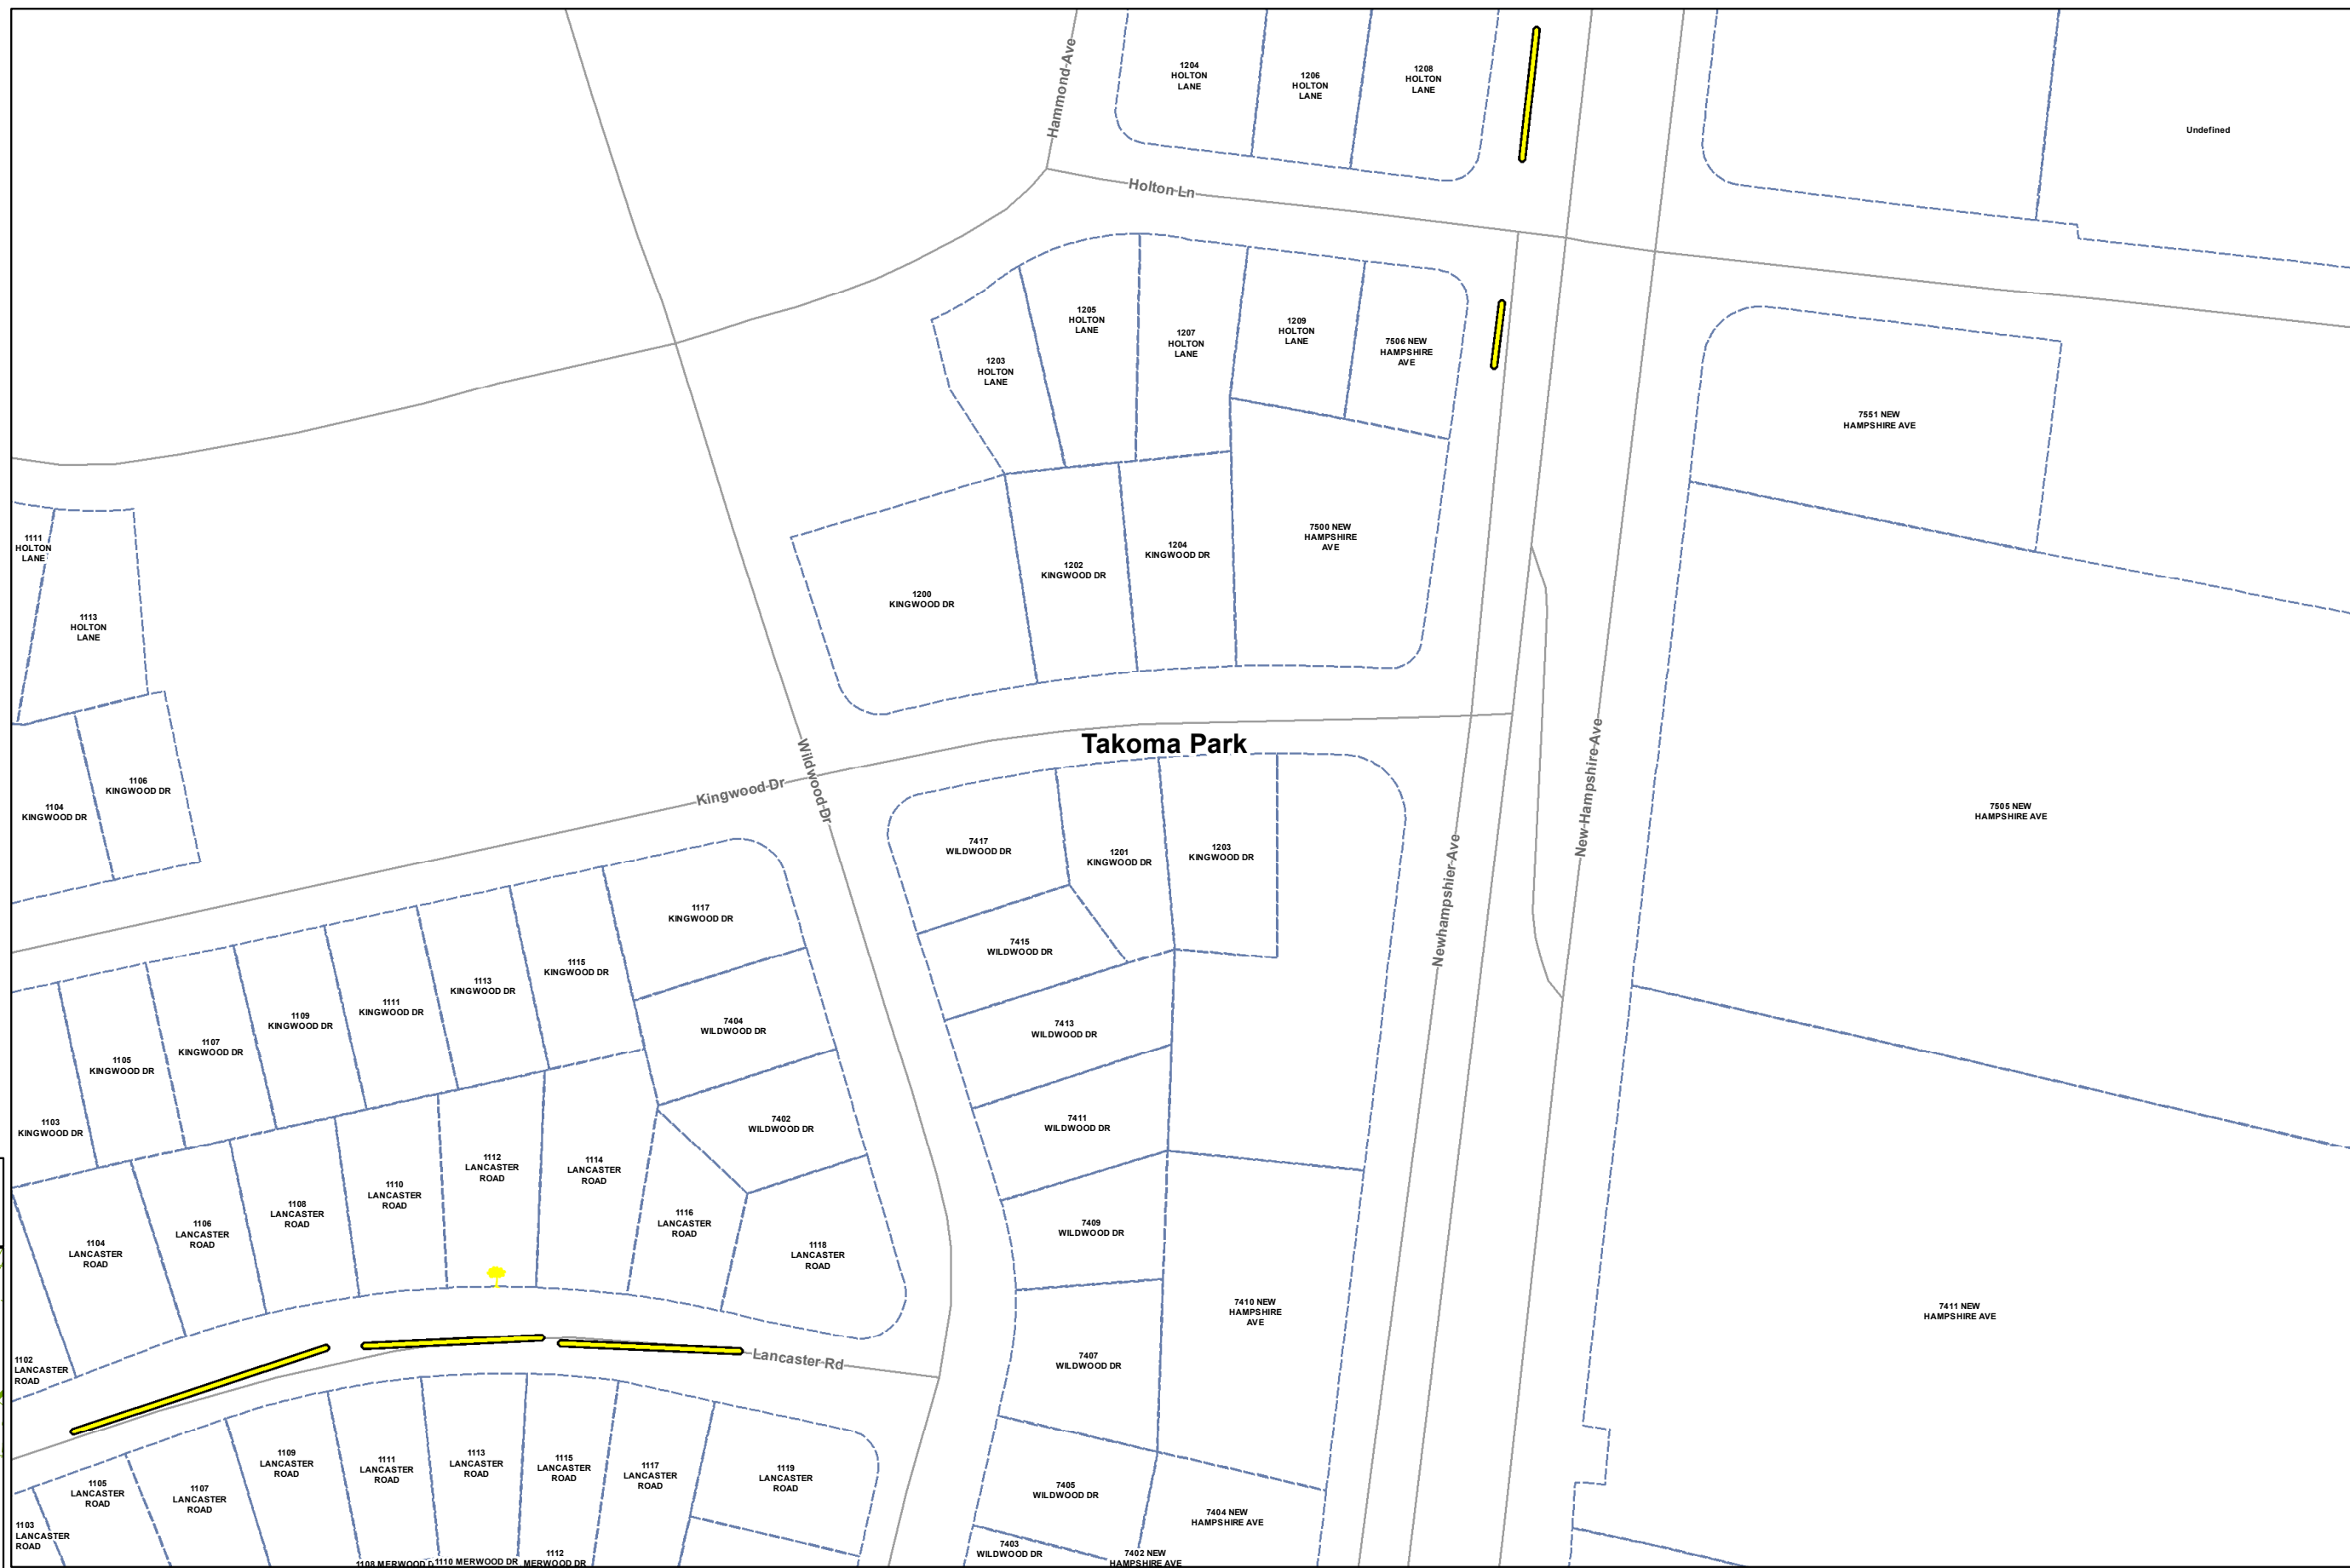 Hammond Ave
1204
HOLTON
LANE
1206
HOLTON
LANE
1208
HOLTON
LANE
Undefined
Holton Ln
1203
HOLTON
LANE
1205
HOLTON
LANE
1207
HOLTON
LANE
1209
HOLTON
LANE
7506 NEW
HAMPSHIRE
AVE
7551 NEW
HAMPSHIRE AVE
1111
HOLTON
LANE
1113
HOLTON
LANE
1200
KINGWOOD DR
1202
KINGWOOD DR
1204
KINGWOOD DR
7500 NEW
HAMPSHIRE
AVE
1104
KINGWOOD DR
1106
KINGWOOD DR
Kingwood Dr
Wildwood Dr
Takoma Park
Newhampshier Ave
New Hampshire Ave
7505 NEW
HAMPSHIRE AVE
7417
WILDWOOD DR
1201
KINGWOOD DR
1203
KINGWOOD DR
7415
WILDWOOD DR
7413
WILDWOOD DR
7411
WILDWOOD DR
7409
WILDWOOD DR
7407
WILDWOOD DR
7405
WILDWOOD DR
7403
WILDWOOD DR
7410 NEW
HAMPSHIRE
AVE
7404 NEW
HAMPSHIRE AVE
7402 NEW
HAMPSHIRE AVE
7411 NEW
HAMPSHIRE AVE
1103
KINGWOOD DR
1105
KINGWOOD DR
1107
KINGWOOD DR
1109
KINGWOOD DR
1111
KINGWOOD DR
1113
KINGWOOD DR
1115
KINGWOOD DR
1117
KINGWOOD DR
7404
WILDWOOD DR
7402
WILDWOOD DR
1102
LANCASTER
ROAD
1104
LANCASTER
ROAD
1106
LANCASTER
ROAD
1108
LANCASTER
ROAD
1110
LANCASTER
ROAD
1112
LANCASTER
ROAD
1114
LANCASTER
ROAD
1116
LANCASTER
ROAD
1118
LANCASTER
ROAD
Lancaster Rd
1103
LANCASTER
ROAD
1105
LANCASTER
ROAD
1107
LANCASTER
ROAD
1109
LANCASTER
ROAD
1111
LANCASTER
ROAD
1113
LANCASTER
ROAD
1115
LANCASTER
ROAD
1117
LANCASTER
ROAD
1119
LANCASTER
ROAD
1108 MERWOOD
1110 MERWOOD DR
1112
MERWOOD DR